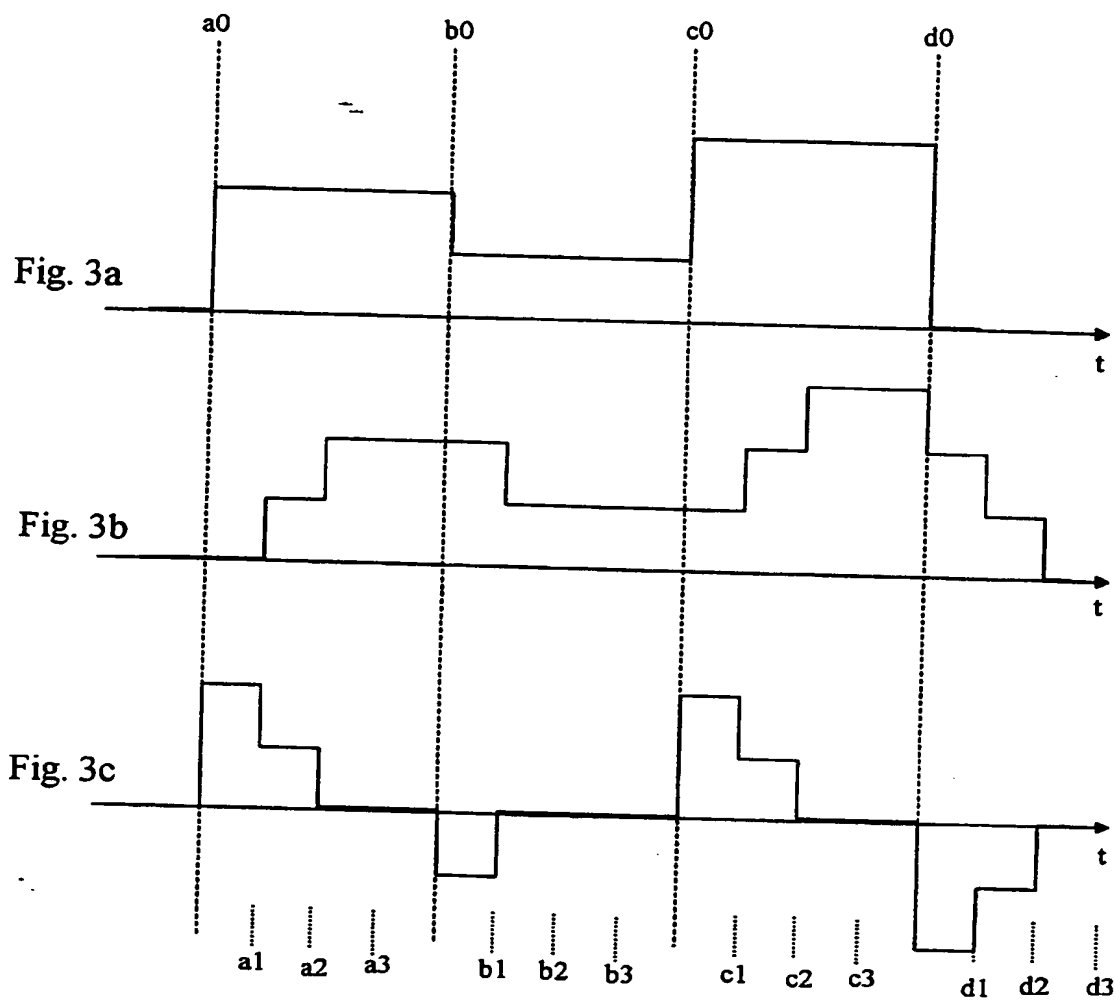 a0 b0 c0 d0
Fig. 3a
t
Fig. 3b
t
Fig. 3c
t
a1 a2 a3 b1 b2 b3 c1 c2 c3 d1 d2 d3